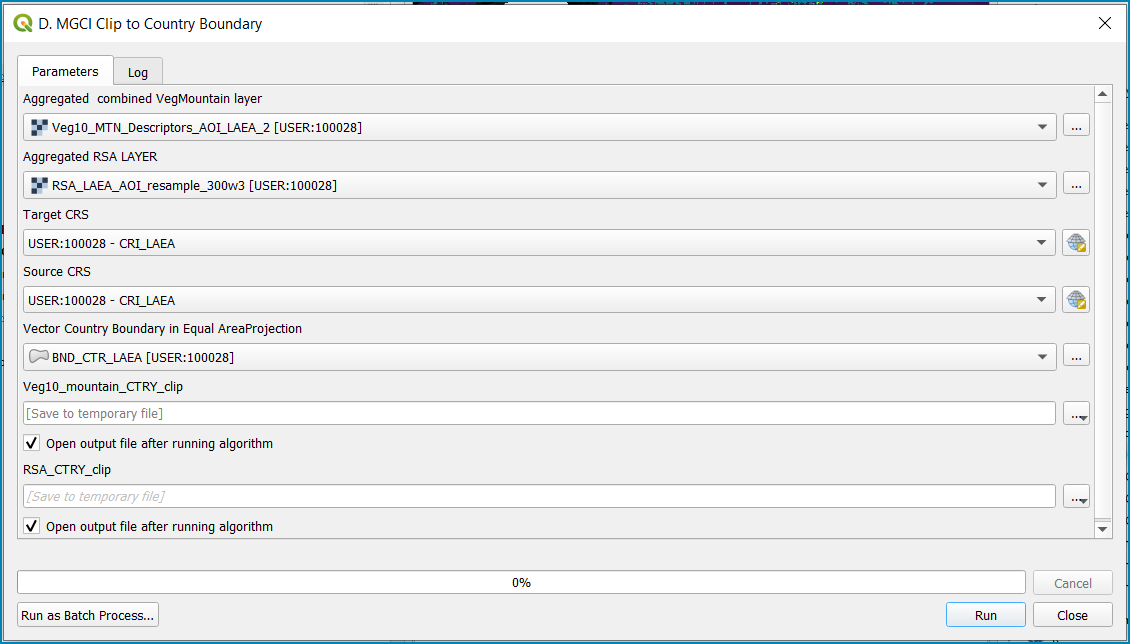 D. MGCI Clip to Country Boundary
Parameters
Log
Aggregated  combined VegMountain layer
Veg10_MTN_Descriptors_AOI_LAEA_2 [USER:100028]
...
Aggregated RSA LAYER
RSA_LAEA_AOI_resample_300w3 [USER:100028]
...
Target CRS
USER:100028 - CRI_LAEA
Source CRS
USER:100028 - CRI_LAEA
Vector Country Boundary in Equal AreaProjection
BND_CTR_LAEA [USER:100028]
...
Veg10_mountain_CTRY_clip
[Save to temporary file]
...
Open output file after running algorithm
RSA_CTRY_clip
[Save to temporary file]
...
Open output file after running algorithm
0%
Cancel
Run as Batch Process...
Run
Close